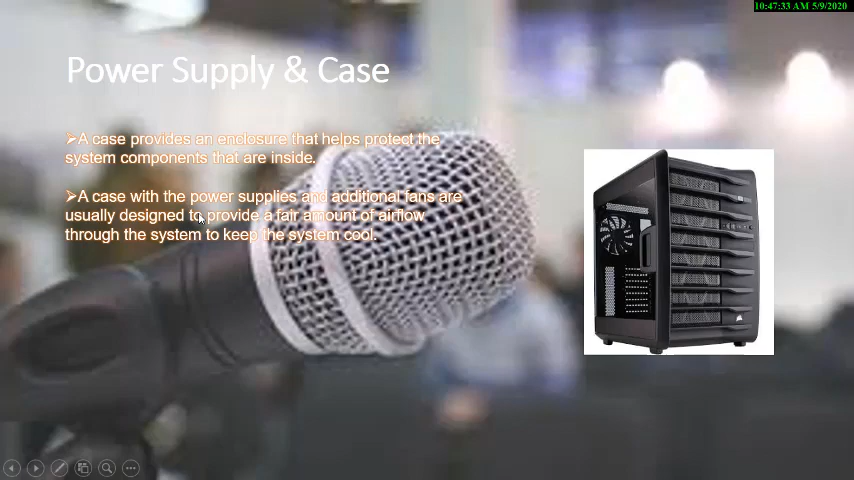 10:47:33 AM 5/9/2020
Power Supply & Case
➢A case provides an enclosure that helps protect the
system components that are inside.
➢A case with the power supplies and additional fans are
usually designed to provide a fair amount of airflow
through the system to keep the system cool.